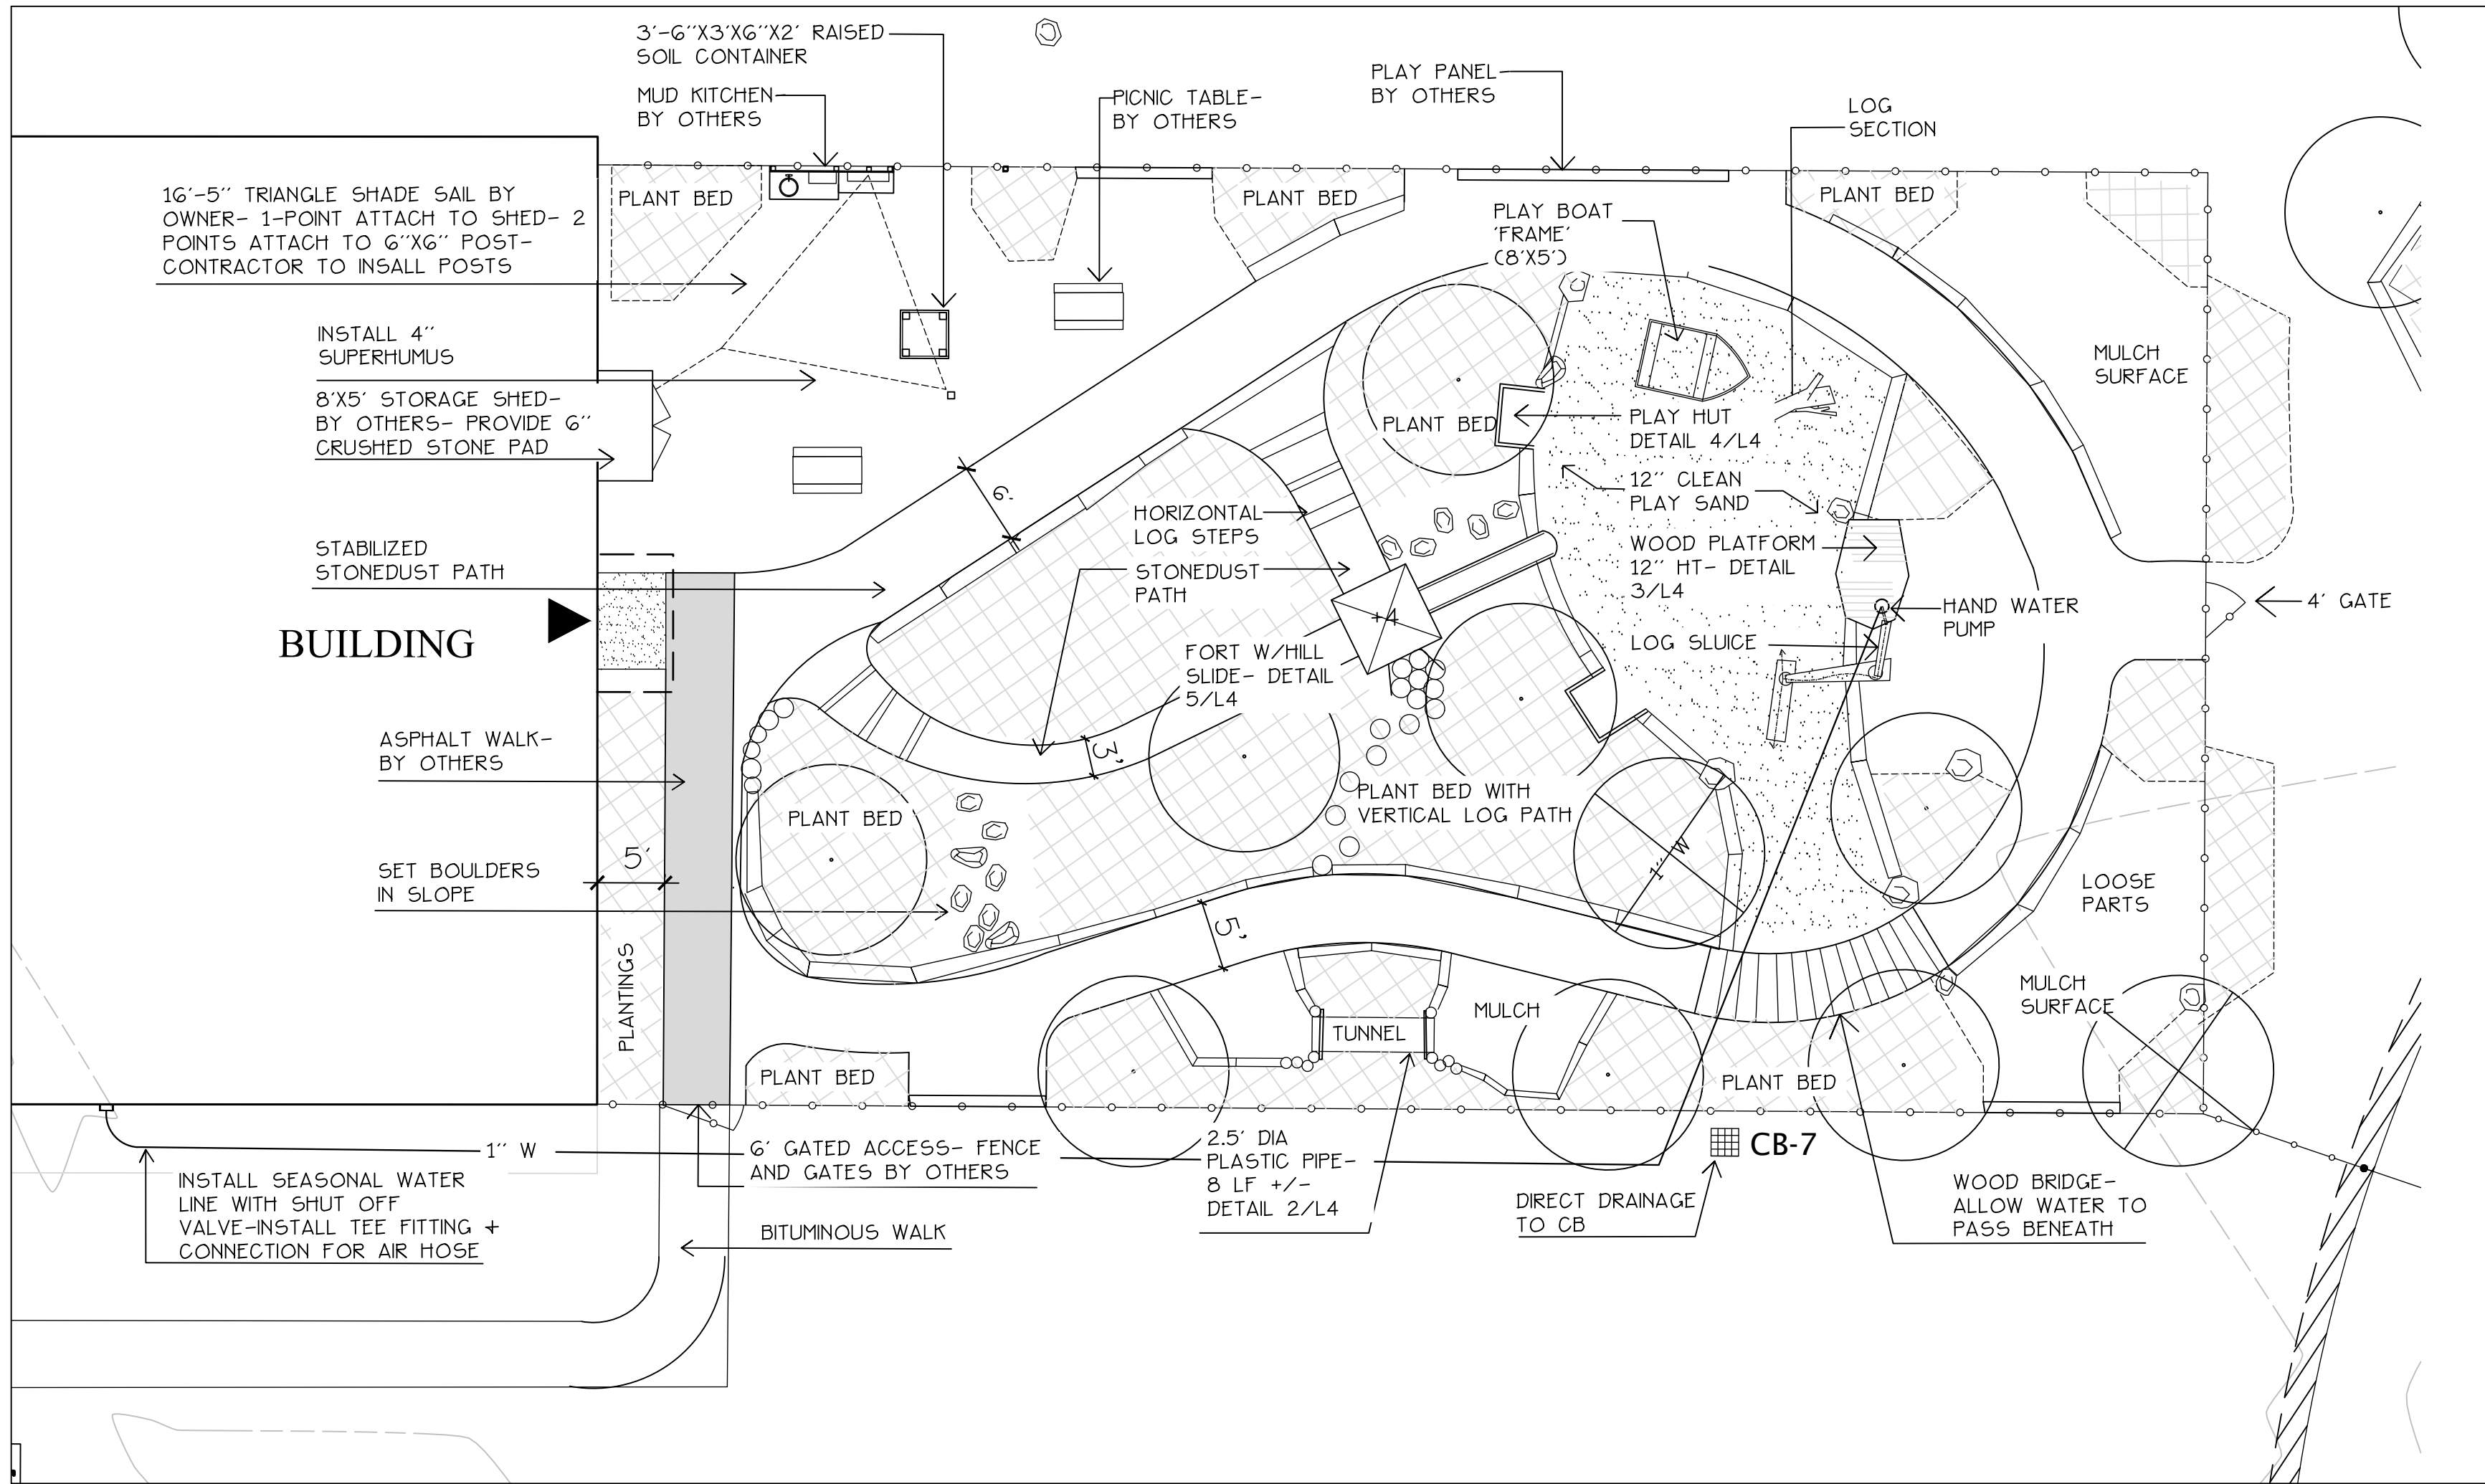 3'-6"X3'X6"X2' RAISED
SOIL CONTAINER
MUD KITCHEN
BY OTHERS
PICNIC TABLE-
BY OTHERS
PLAY PANEL
BY OTHERS
LOG
SECTION
16'-5" TRIANGLE SHADE SAIL BY
OWNER- 1-POINT ATTACH TO SHED- 2
POINTS ATTACH TO 6"X6" POST-
CONTRACTOR TO INSALL POSTS
PLANT BED
PLANT BED
PLANT BED
PLAY BOAT
'FRAME'
(8'X5')
INSTALL 4"
SUPERHUMUS
MULCH
SURFACE
8'X5' STORAGE SHED-
BY OTHERS- PROVIDE 6"
CRUSHED STONE PAD
PLANT BED
PLAY HUT
DETAIL 4/L4
6'
12" CLEAN
PLAY SAND
HORIZONTAL
LOG STEPS
STABILIZED
STONEDUST PATH
STONEDUST
PATH
WOOD PLATFORM
12" HT- DETAIL
3/L4
+4
HAND WATER
PUMP
4' GATE
BUILDING
LOG SLUICE
FORT W/HILL
SLIDE- DETAIL
5/L4
ASPHALT WALK-
BY OTHERS
3'
PLANT BED
PLANT BED WITH
VERTICAL LOG PATH
1" W
5'
SET BOULDERS
IN SLOPE
LOOSE
PARTS
5'
PLANTINGS
MULCH
SURFACE
MULCH
TUNNEL
PLANT BED
PLANT BED
1" W
6' GATED ACCESS- FENCE
AND GATES BY OTHERS
2.5' DIA
PLASTIC PIPE-
8 LF +/-
DETAIL 2/L4
CB-7
INSTALL SEASONAL WATER
LINE WITH SHUT OFF
VALVE-INSTALL TEE FITTING +
CONNECTION FOR AIR HOSE
BITUMINOUS WALK
DIRECT DRAINAGE
TO CB
WOOD BRIDGE-
ALLOW WATER TO
PASS BENEATH